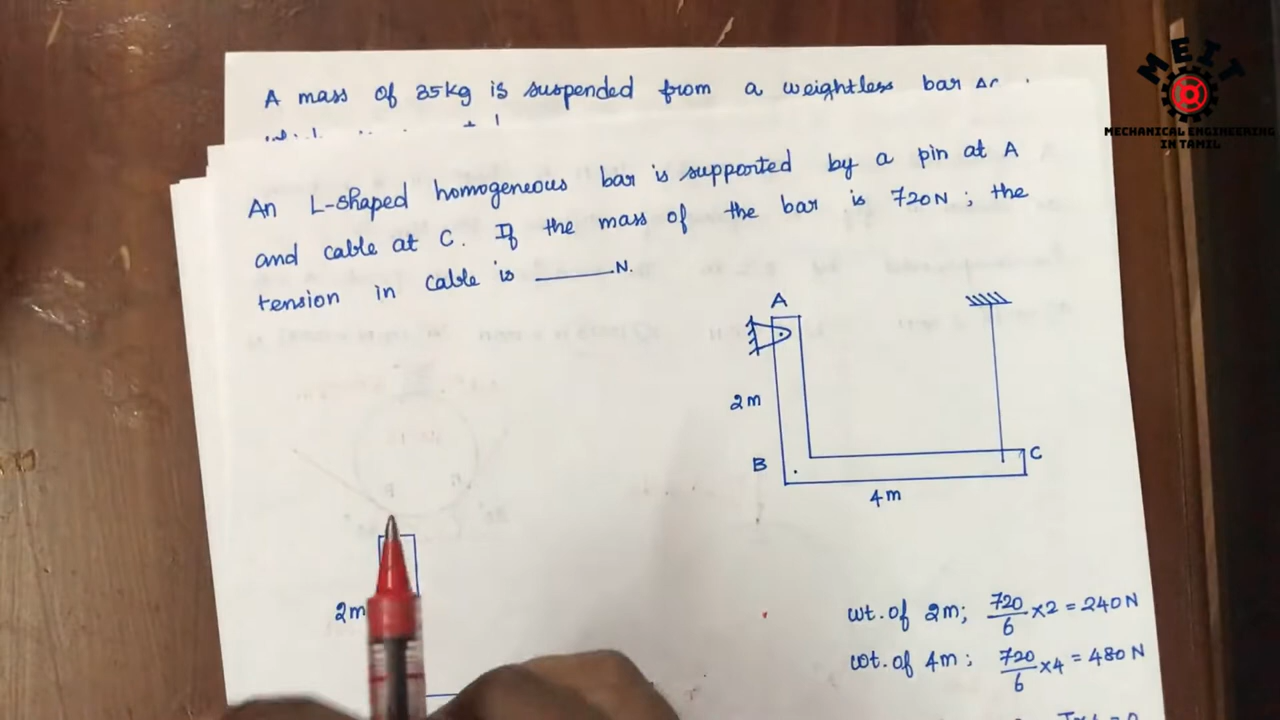 A mass of 35kg is suspended from a weightless bar
An L-shaped homogeneous bar is supported by a pin at A
and cable at C. If the mass of the bar is 720N; the
tension in cable is ______N.
A
2m
B
C
4m
2m
wt. of 2m; 720/6 ×2 = 240 N
wt. of 4m; 720/6 ×4 = 480 N
MEIT
MECHANICAL ENGINEERING
IN TAMIL